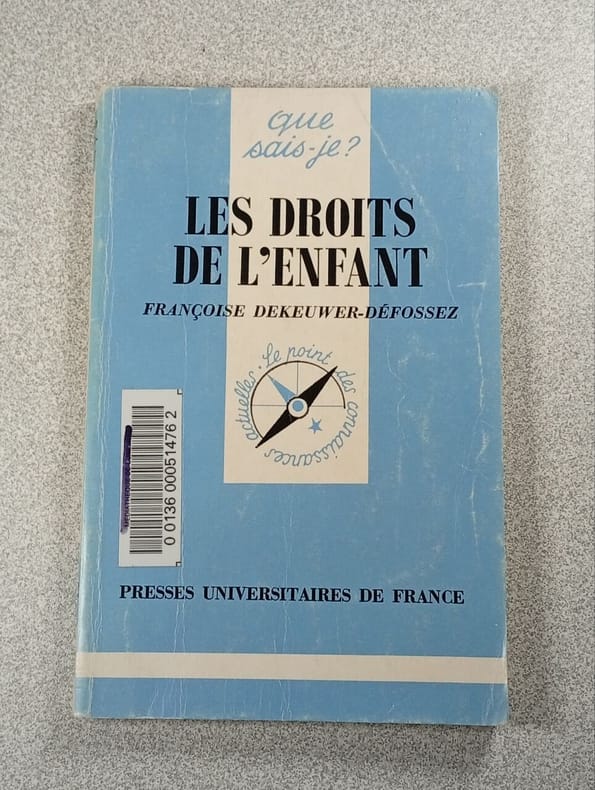 que
sais-je?
LES DROITS
DE L'ENFANT
FRANÇOISE DEKEUWER-DÉFOSSEZ
Le point des connaissances actuelles.
0 0136 00051476 2
PRESSES UNIVERSITAIRES DE FRANCE